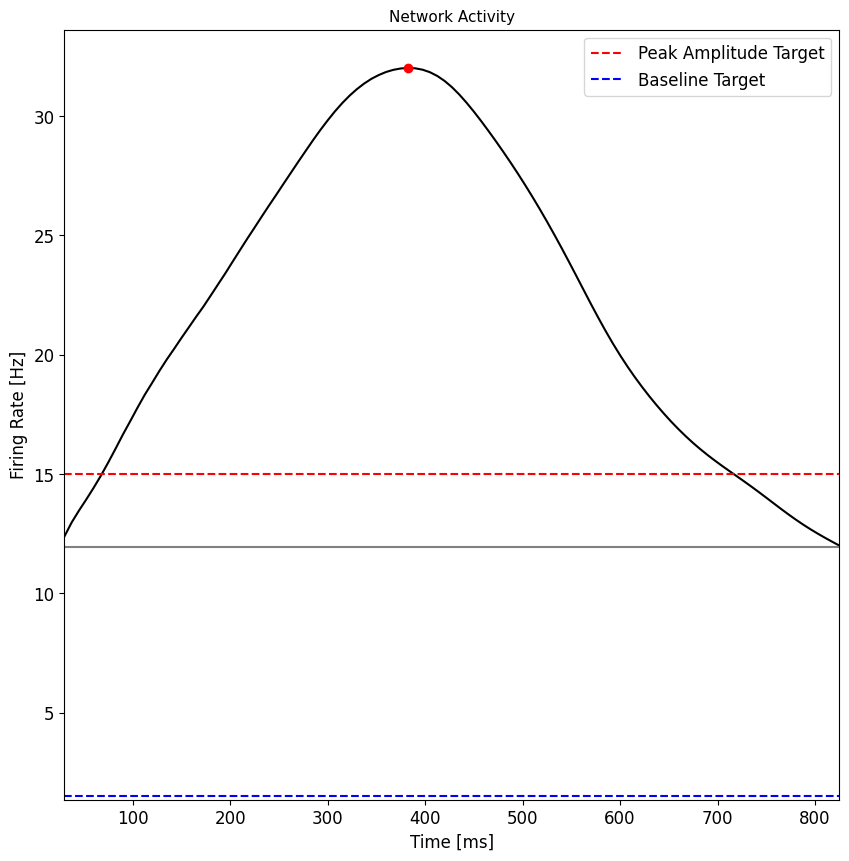 Network Activity
Peak Amplitude Target
Baseline Target
Firing Rate [Hz]
30
25
20
15
10
5
100 200 300 400 500 600 700 800
Time [ms]